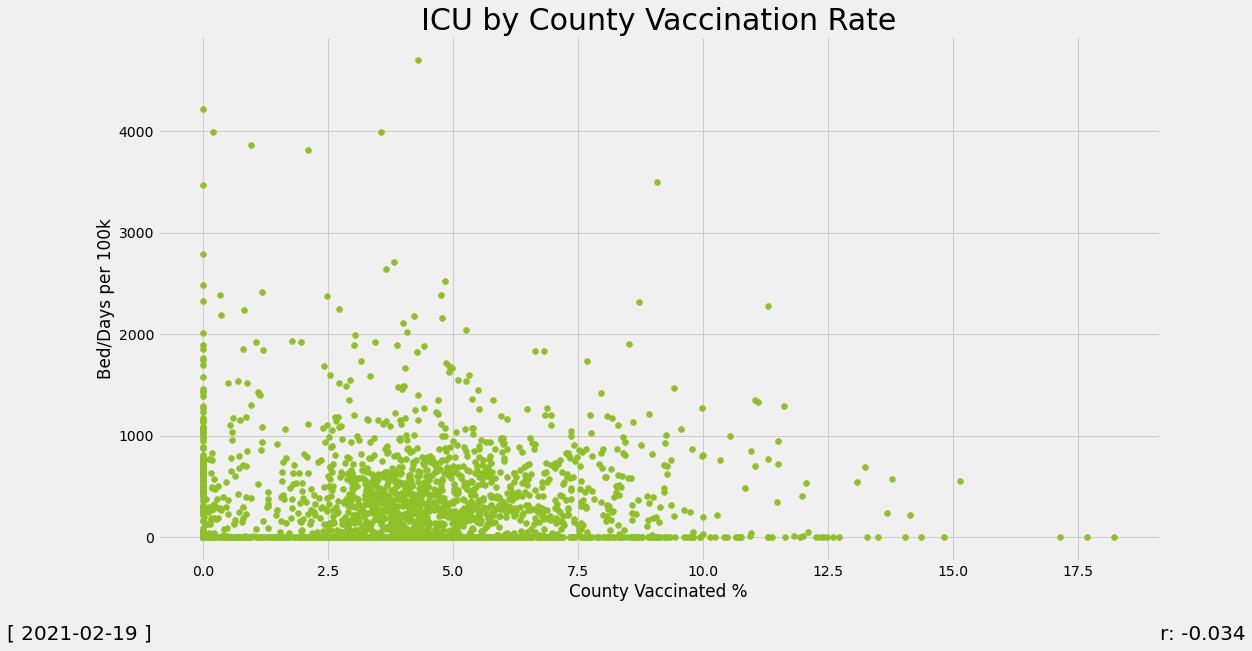 ICU by County Vaccination Rate
4000
3000
2000
1000
0
Bed/Days per 100k
0.0 2.5 5.0 7.5 10.0 12.5 15.0 17.5
County Vaccinated %
[ 2021-02-19 ]
r: -0.034